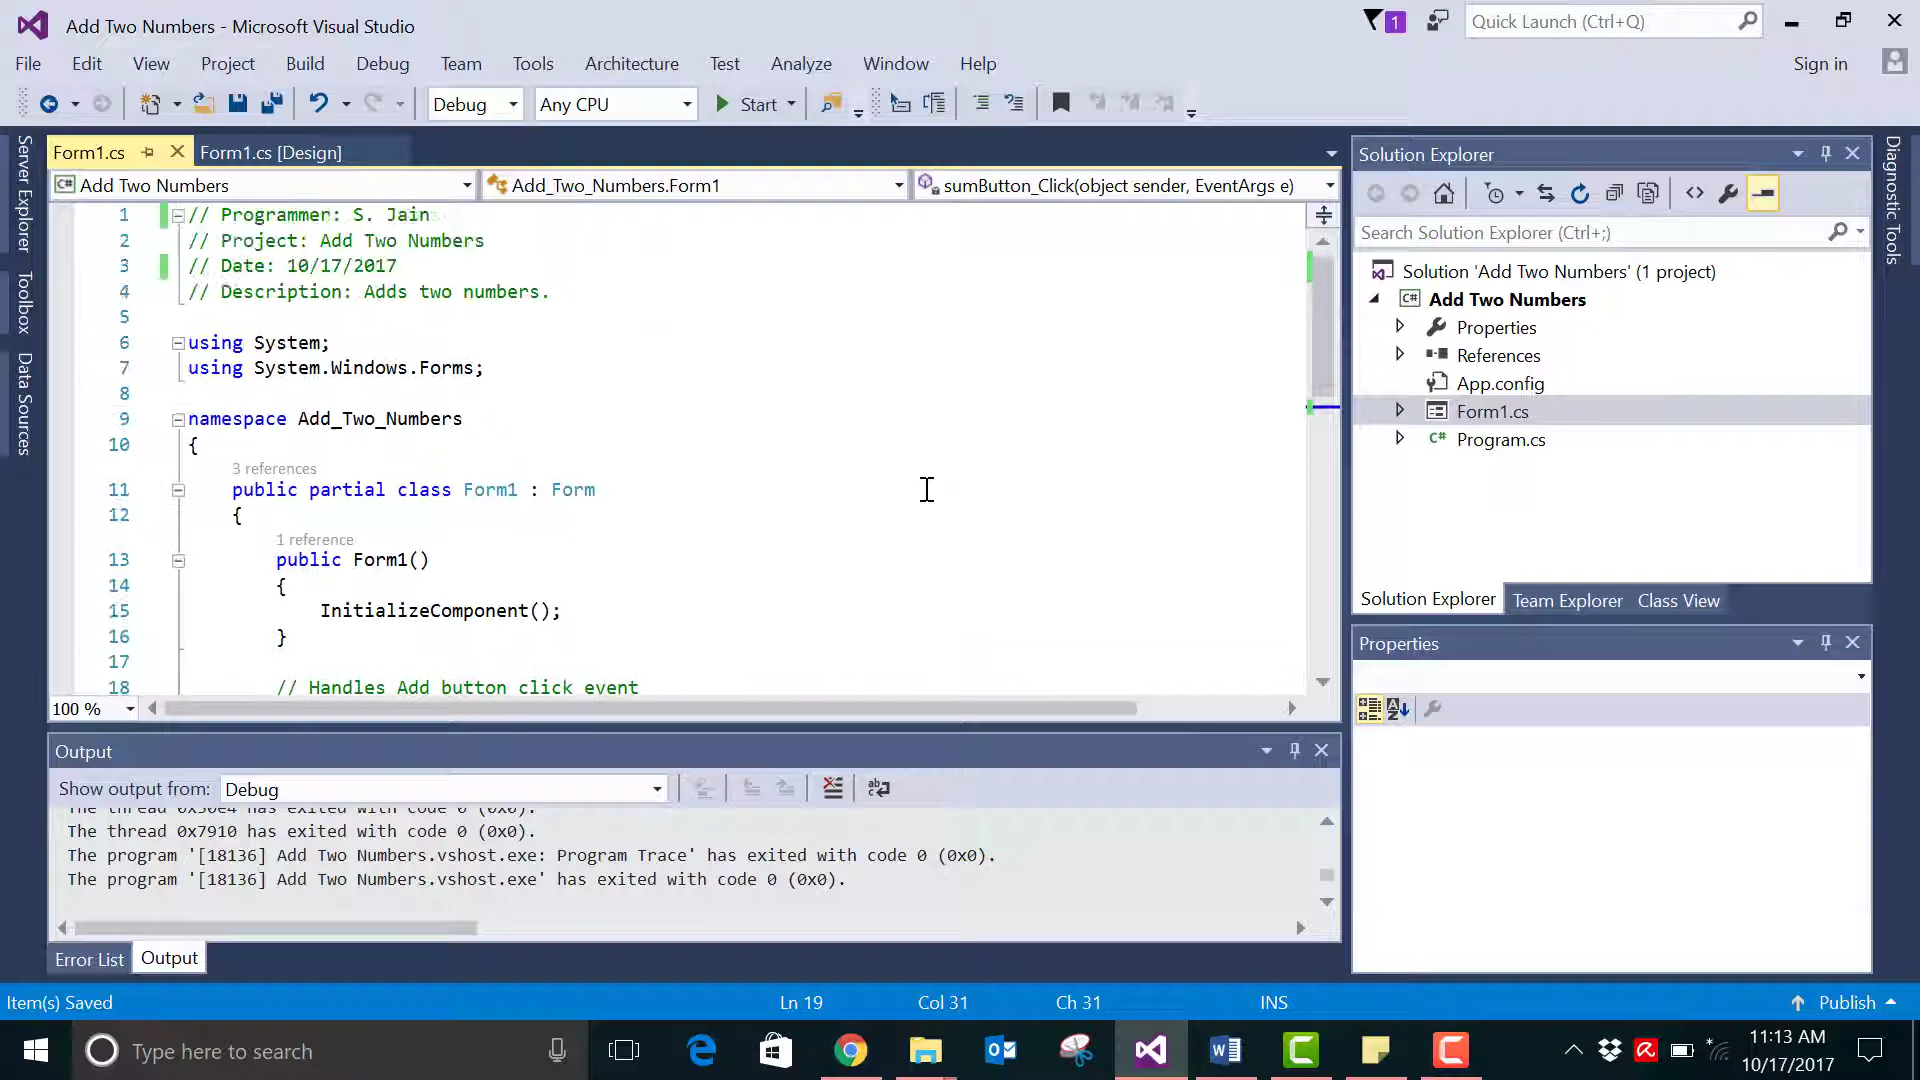 Add Two Numbers - Microsoft Visual Studio
1
Quick Launch (Ctrl+Q)
File Edit View Project Build Debug Team Tools Architecture Test Analyze Window Help
Sign in
Debug
Any CPU
Start
Server Explorer
Toolbox
Data Sources
Form1.cs
Form1.cs [Design]
Add Two Numbers
Add_Two_Numbers.Form1
sumButton_Click(object sender, EventArgs e)
1 // Programmer: S. Jain
2 // Project: Add Two Numbers
3 // Date: 10/17/2017
4 // Description: Adds two numbers.
5
6 using System;
7 using System.Windows.Forms;
8
9 namespace Add_Two_Numbers
10 {
3 references
11 public partial class Form1 : Form
12 {
1 reference
13 public Form1()
14 {
15 InitializeComponent();
16 }
17
18 // Handles Add button click event
100 %
Output
Show output from: Debug
The thread 0x50e4 has exited with code 0 (0x0).
The thread 0x7910 has exited with code 0 (0x0).
The program '[18136] Add Two Numbers.vshost.exe: Program Trace' has exited with code 0 (0x0).
The program '[18136] Add Two Numbers.vshost.exe' has exited with code 0 (0x0).
Error List
Output
Solution Explorer
Search Solution Explorer (Ctrl+;)
Solution 'Add Two Numbers' (1 project)
C# Add Two Numbers
Properties
References
App.config
Form1.cs
C# Program.cs
Solution Explorer
Team Explorer
Class View
Properties
Diagnostic Tools
Item(s) Saved
Ln 19
Col 31
Ch 31
INS
Publish
Type here to search
11:13 AM
10/17/2017